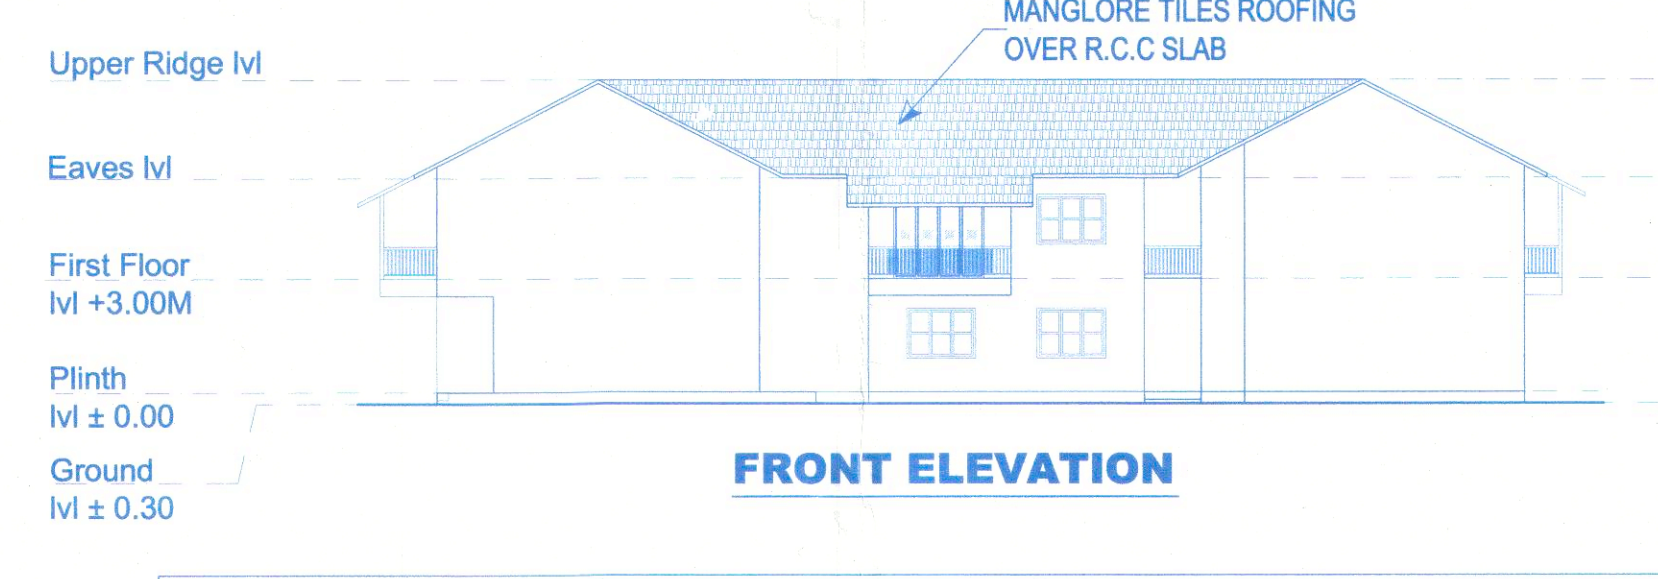 MANGLORE TILES ROOFING
OVER R.C.C SLAB
Upper Ridge lvl
Eaves lvl
First Floor
lvl +3.00M
Plinth
lvl ± 0.00
Ground
lvl ± 0.30
FRONT ELEVATION